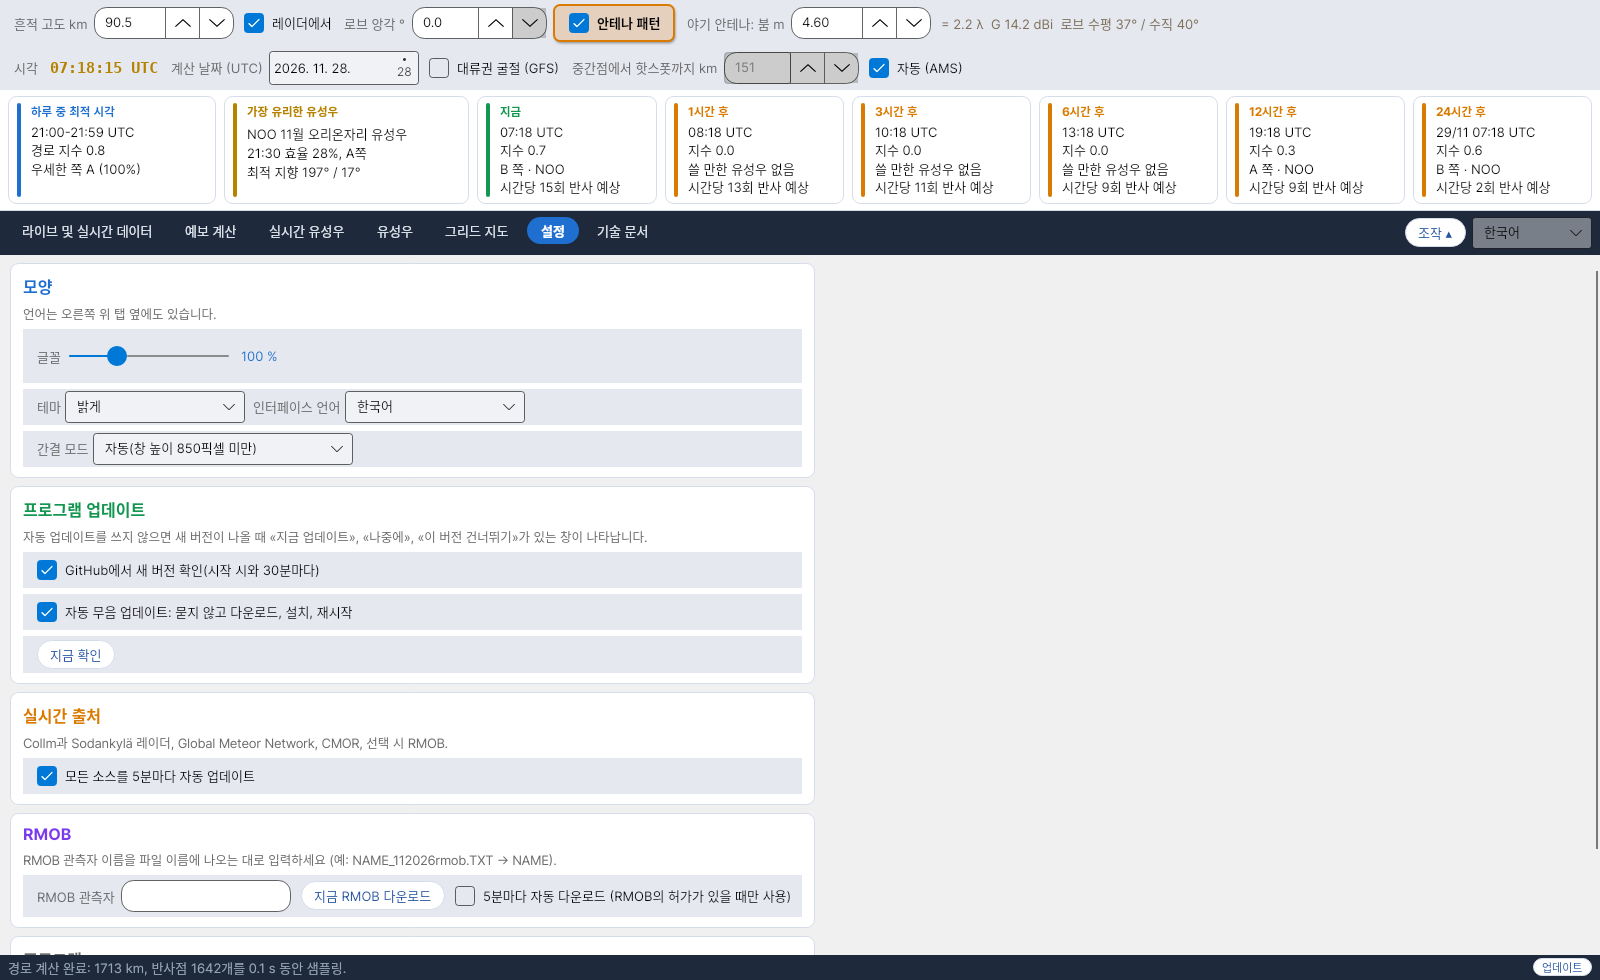 흔적 고도 km 90.5 레이더에서 로브 앙각 ° 0.0 안테나 패턴 야기 안테나: 붐 m 4.60 = 2.2 λ G 14.2 dBi 로브 수평 37° / 수직 40°
시각 07:18:15 UTC 계산 날짜 (UTC) 2026. 11. 28. 28 대류권 굴절 (GFS) 중간점에서 핫스폿까지 km 151 자동 (AMS)
하루 중 최적 시각
21:00-21:59 UTC
경로 지수 0.8
우세한 쪽 A (100%)
가장 유리한 유성우
NOO 11월 오리온자리 유성우
21:30 효율 28%, A쪽
최적 지향 197° / 17°
지금
07:18 UTC
지수 0.7
B 쪽 · NOO
시간당 15회 반사 예상
1시간 후
08:18 UTC
지수 0.0
쓸 만한 유성우 없음
시간당 13회 반사 예상
3시간 후
10:18 UTC
지수 0.0
쓸 만한 유성우 없음
시간당 11회 반사 예상
6시간 후
13:18 UTC
지수 0.0
쓸 만한 유성우 없음
시간당 9회 반사 예상
12시간 후
19:18 UTC
지수 0.3
A 쪽 · NOO
시간당 9회 반사 예상
24시간 후
29/11 07:18 UTC
지수 0.6
B 쪽 · NOO
시간당 2회 반사 예상
라이브 및 실시간 데이터 예보 계산 실시간 유성우 유성우 그리드 지도 설정 기술 문서 조작 ▴ 한국어
모양
언어는 오른쪽 위 탭 옆에도 있습니다.
글꼴 100 %
테마 밝게 인터페이스 언어 한국어
간결 모드 자동(창 높이 850픽셀 미만)
프로그램 업데이트
자동 업데이트를 쓰지 않으면 새 버전이 나올 때 «지금 업데이트», «나중에», «이 버전 건너뛰기»가 있는 창이 나타납니다.
GitHub에서 새 버전 확인(시작 시와 30분마다)
자동 무음 업데이트: 묻지 않고 다운로드, 설치, 재시작
지금 확인
실시간 출처
Collm과 Sodankylä 레이더, Global Meteor Network, CMOR, 선택 시 RMOB.
모든 소스를 5분마다 자동 업데이트
RMOB
RMOB 관측자 이름을 파일 이름에 나오는 대로 입력하세요 (예: NAME_112026rmob.TXT → NAME).
RMOB 관측자 지금 RMOB 다운로드 5분마다 자동 다운로드 (RMOB의 허가가 있을 때만 사용)
경로 계산 완료: 1713 km, 반사점 1642개를 0.1 s 동안 샘플링. 업데이트